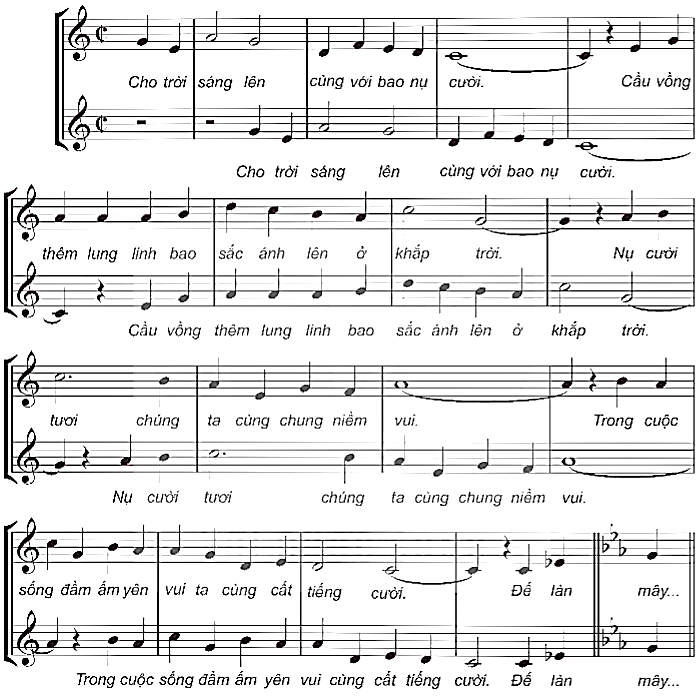 Cho trời sáng lên cùng với bao nụ cười. Cầu vồng
Cho trời sáng lên cùng với bao nụ cười.
thêm lung linh bao sắc ánh lên ở khắp trời. Nụ cười
Cầu vồng thêm lung linh bao sắc ánh lên ở khắp trời.
tươi chúng ta cùng chung niềm vui. Trong cuộc
Nụ cười tươi chúng ta cùng chung niềm vui.
sống đầm ấm yên vui ta cùng cất tiếng cười. Để làn mây...
Trong cuộc sống đầm ấm yên vui cùng cất tiếng cười. Để làn mây...